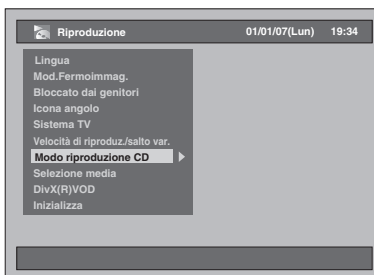 Riproduzione 01/01/07(Lun) 19:34
Lingua
Mod.Fermoimmag.
Bloccato dai genitori
Icona angolo
Sistema TV
Velocità di riproduz./salto var.
Modo riproduzione CD
Selezione media
DivX(R)VOD
Inizializza